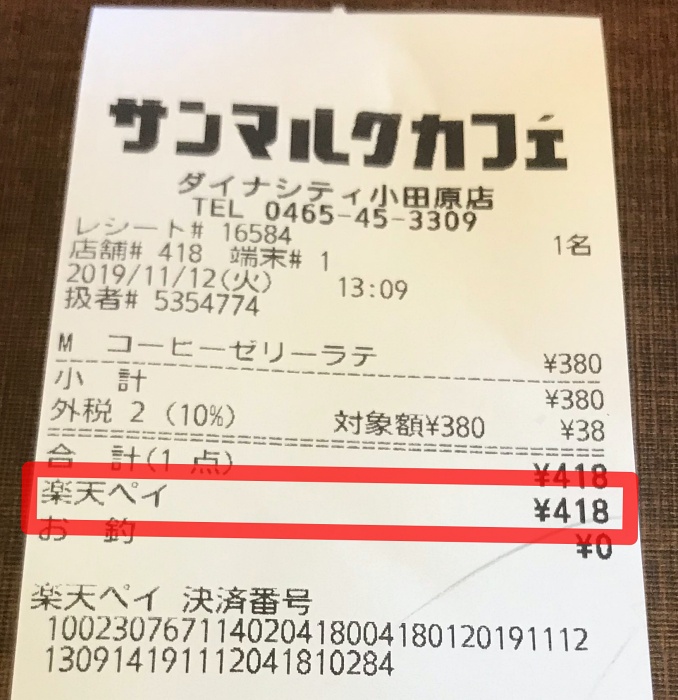 サンマルクカフェ
ダイナシティ小田原店
TEL 0465-45-3309
レシート# 16584
1名
店舗# 418 端末# 1
2019/11/12(火) 13:09
扱者# 5354774
M コーヒーゼリーラテ ¥380
小 計 ¥380
外税 2 (10%) 対象額¥380 ¥38
合 計(1 点) ¥418
楽天ペイ ¥418
お 釣 ¥0
楽天ペイ 決済番号
100230767114020418004180120191112
1309141911112041810284